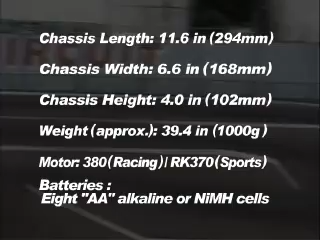 Chassis Length: 11.6 in (294mm)
Chassis Width: 6.6 in (168mm)
Chassis Height: 4.0 in (102mm)
Weight (approx.): 39.4 in (1000g)
Motor: 380 (Racing) / RK370 (Sports)
Batteries :
Eight "AA" alkaline or NiMH cells